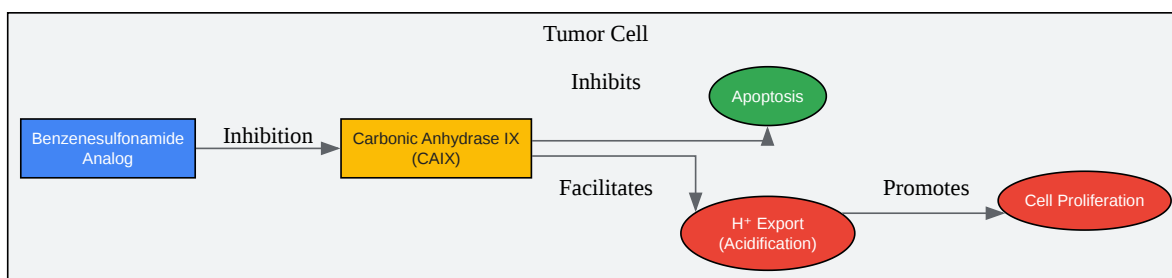 Tumor Cell
Inhibits
Apoptosis
Benzenesulfonamide
Analog
Inhibition
Carbonic Anhydrase IX
(CAIX)
Facilitates
H⁺ Export
(Acidification)
Promotes
Cell Proliferation